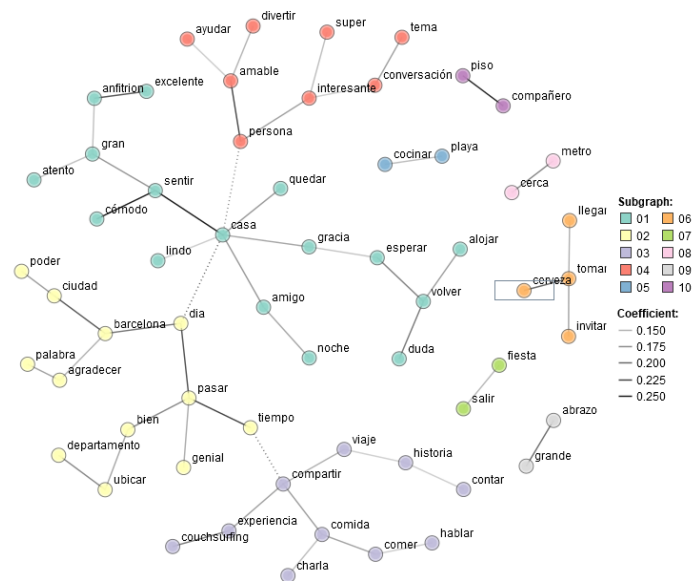 ayudar
divertir
super
tema
amable
anfitrion
excelente
interesante
conversación
piso
compañero
persona
gran
cocinar
playa
metro
atento
sentir
quedar
cerca
cómodo
casa
llegar
lindo
gracia
esperar
alojar
poder
ciudad
volver
cerveza
tomar
amigo
barcelona
dia
invitar
noche
duda
palabra
agradecer
fiesta
pasar
salir
bien
tiempo
abrazo
departamento
genial
viaje
historia
grande
ubicar
compartir
contar
experiencia
couchsurfing
comida
comer
hablar
charla
Subgraph:
01 06
02 07
03 08
04 09
05 10
Coefficient:
0.150
0.175
0.200
0.225
0.250